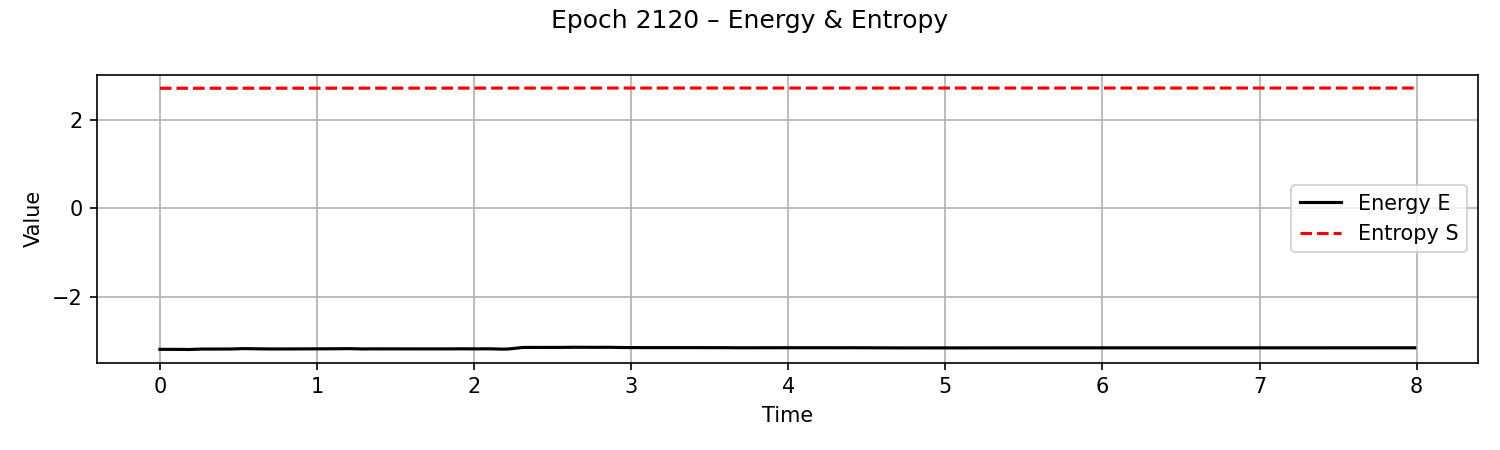 Epoch 2120 – Energy & Entropy
Value
2
0
−2
Energy E
Entropy S
0 1 2 3 4 5 6 7 8
Time